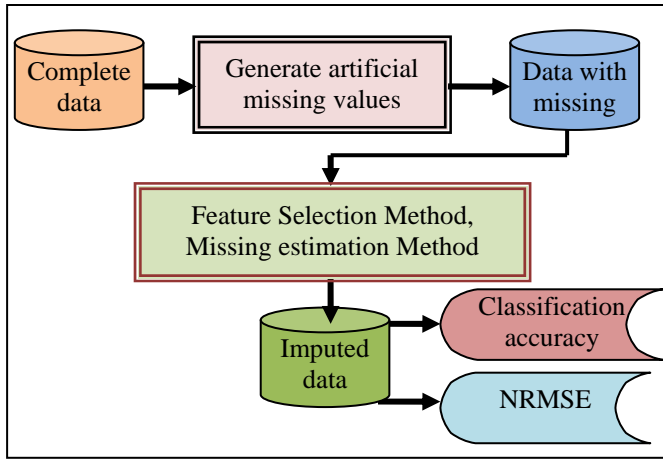 Complete
data
Generate artificial
missing values
Data with
missing
Feature Selection Method,
Missing estimation Method
Imputed
data
Classification
accuracy
NRMSE